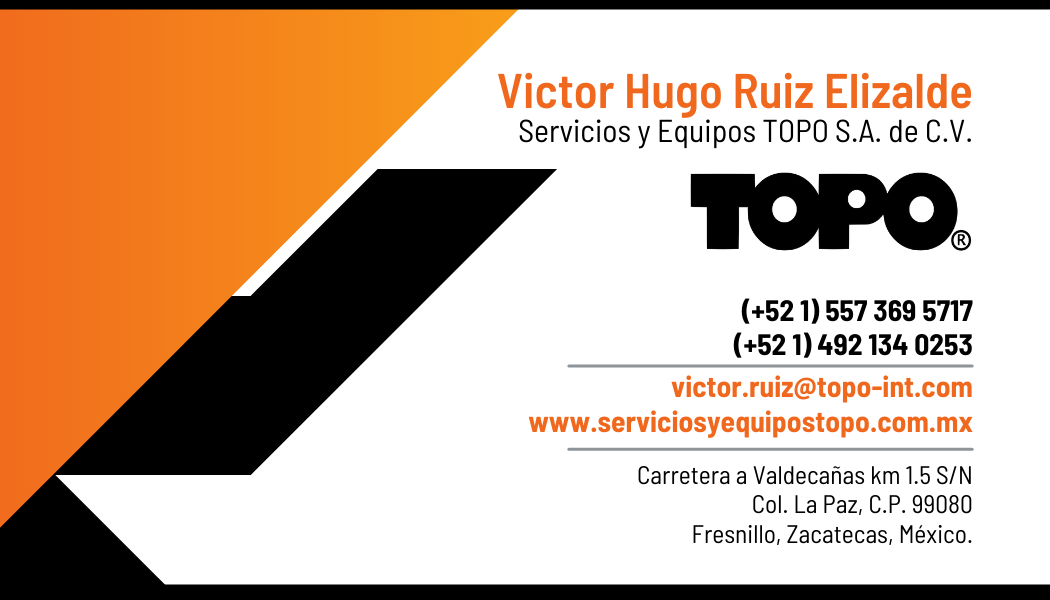 Victor Hugo Ruiz Elizalde
Servicios y Equipos TOPO S.A. de C.V.
TOPO®
(+52 1) 557 369 5717
(+52 1) 492 134 0253
victor.ruiz@topo-int.com
www.serviciosyequipostopo.com.mx
Carretera a Valdecañas km 1.5 S/N
Col. La Paz, C.P. 99080
Fresnillo, Zacatecas, México.